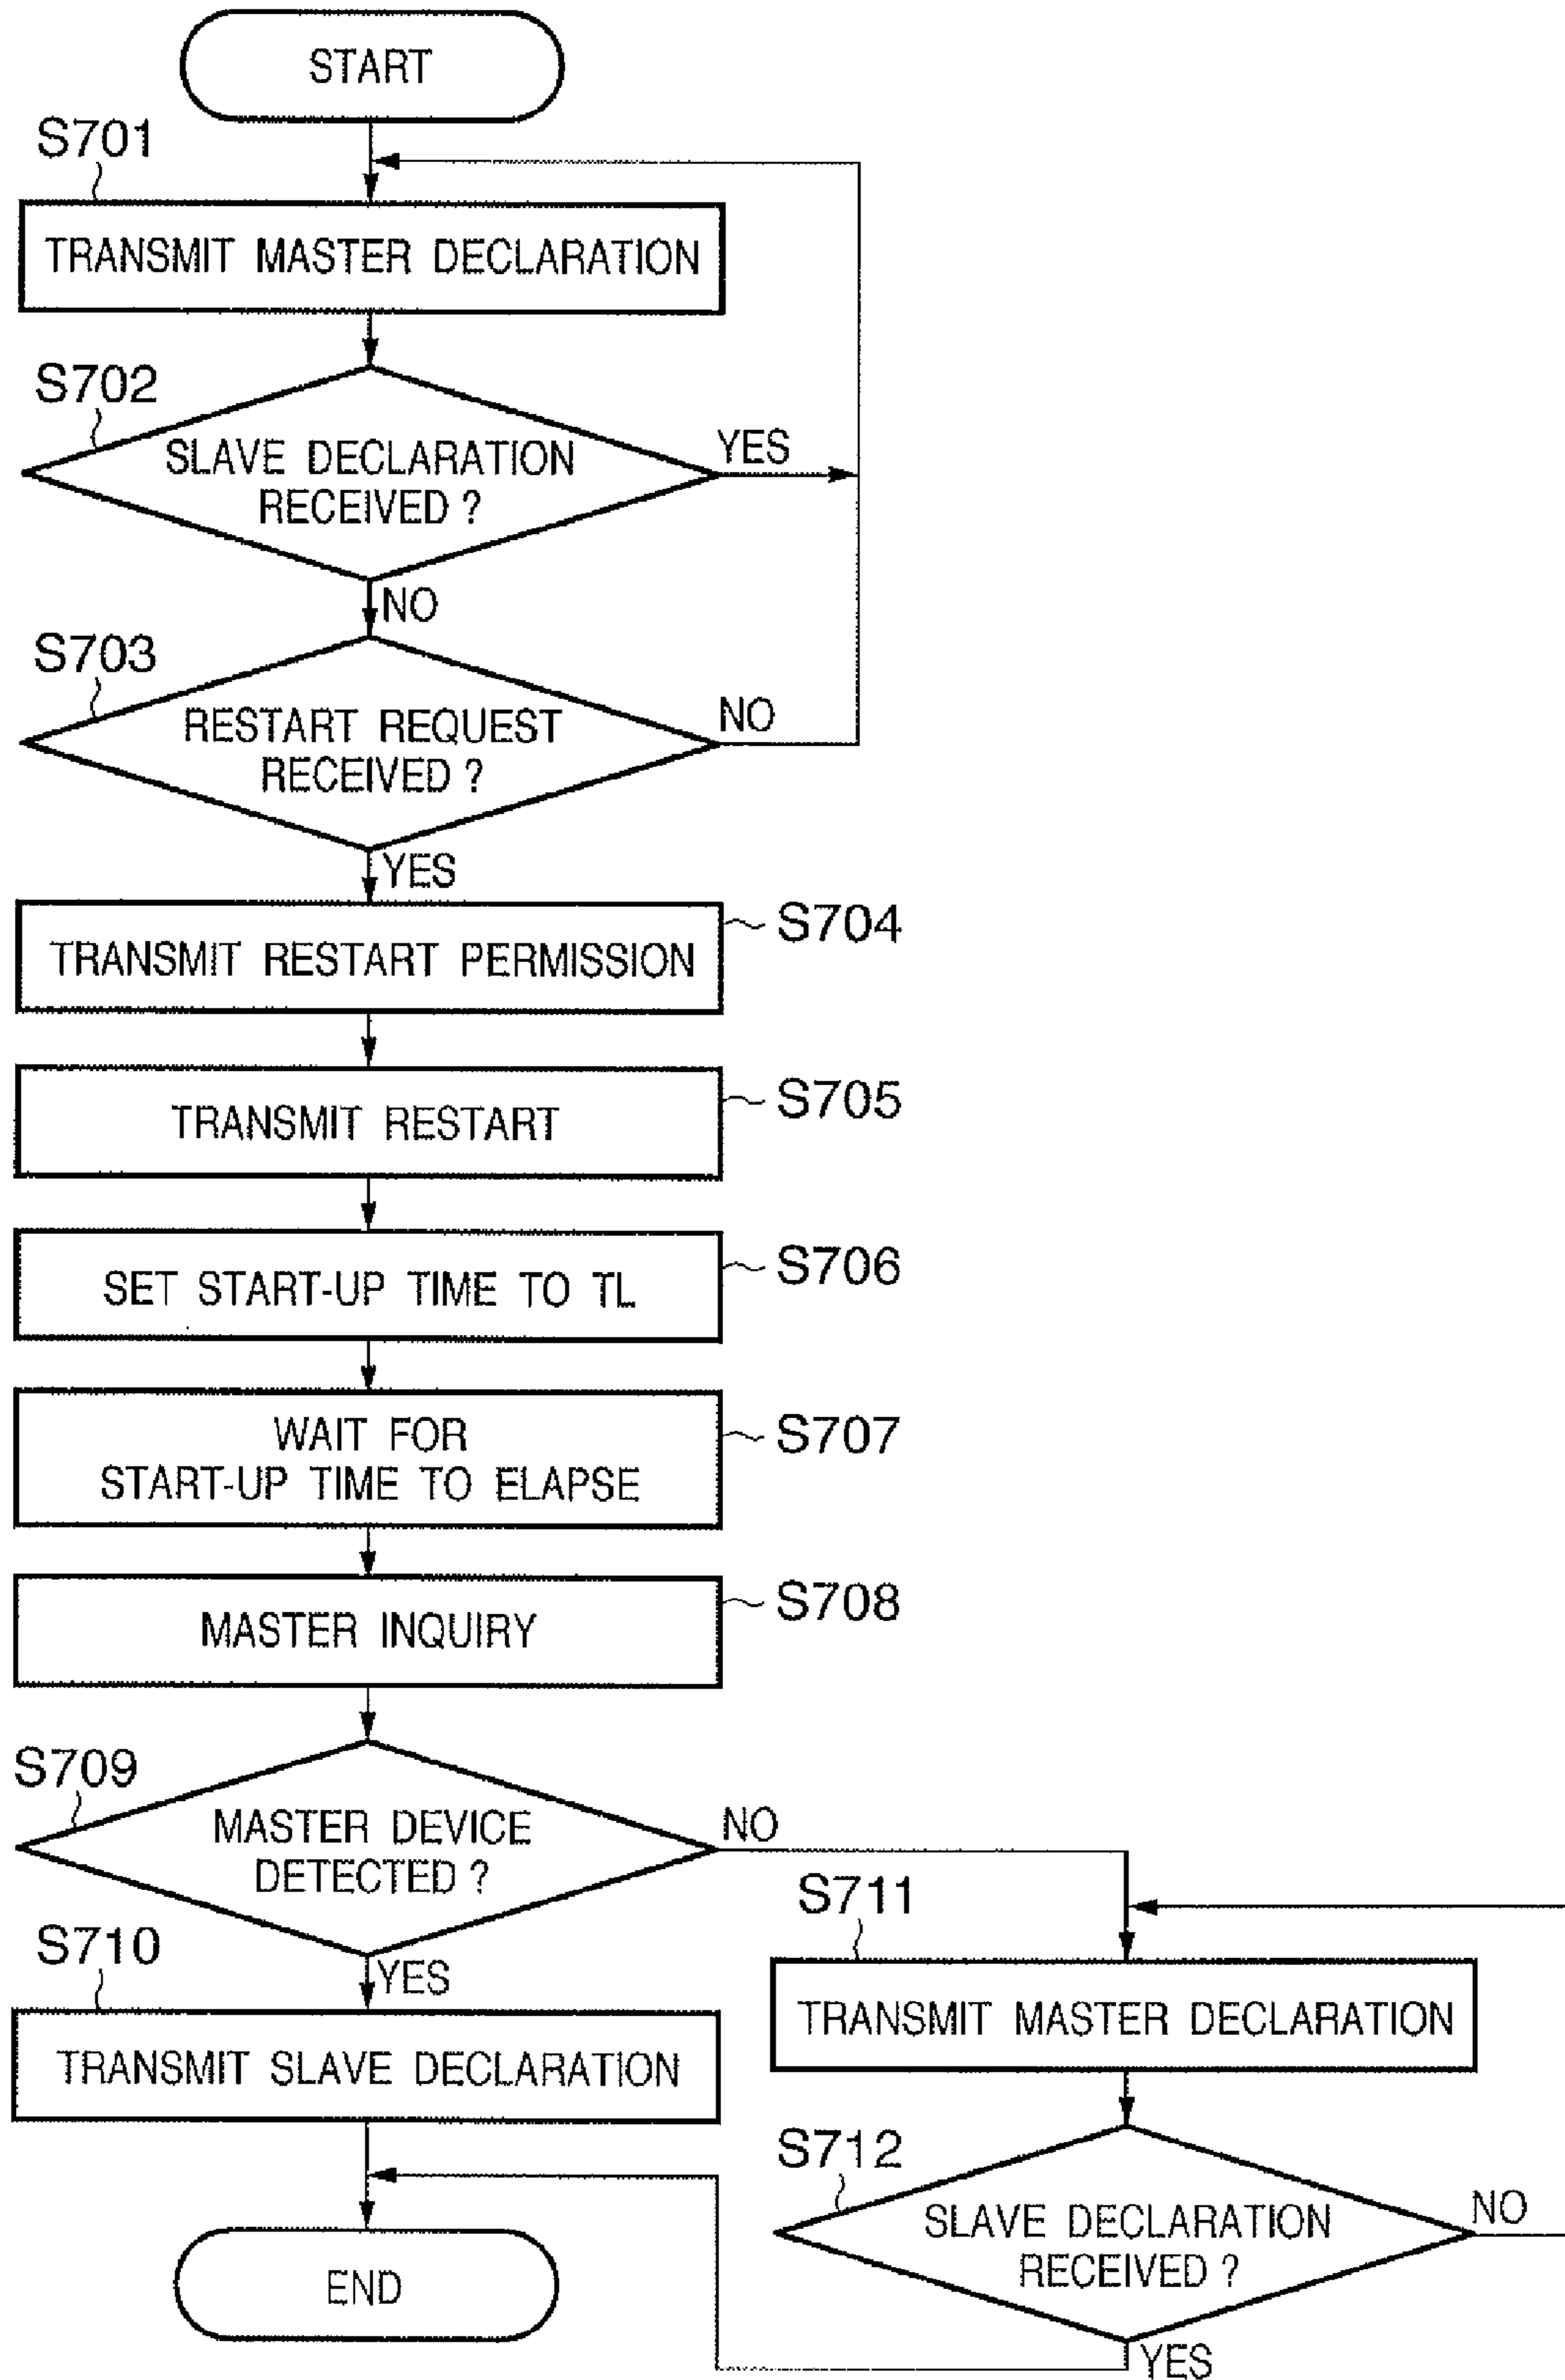 START
S701
TRANSMIT MASTER DECLARATION
S702
SLAVE DECLARATION
RECEIVED ?
YES
NO
S703
RESTART REQUEST
RECEIVED ?
NO
YES
TRANSMIT RESTART PERMISSION
S704
TRANSMIT RESTART
S705
SET START-UP TIME TO TL
S706
WAIT FOR
START-UP TIME TO ELAPSE
S707
MASTER INQUIRY
S708
S709
MASTER DEVICE
DETECTED ?
NO
YES
S710
TRANSMIT SLAVE DECLARATION
S711
TRANSMIT MASTER DECLARATION
S712
SLAVE DECLARATION
RECEIVED ?
NO
YES
END